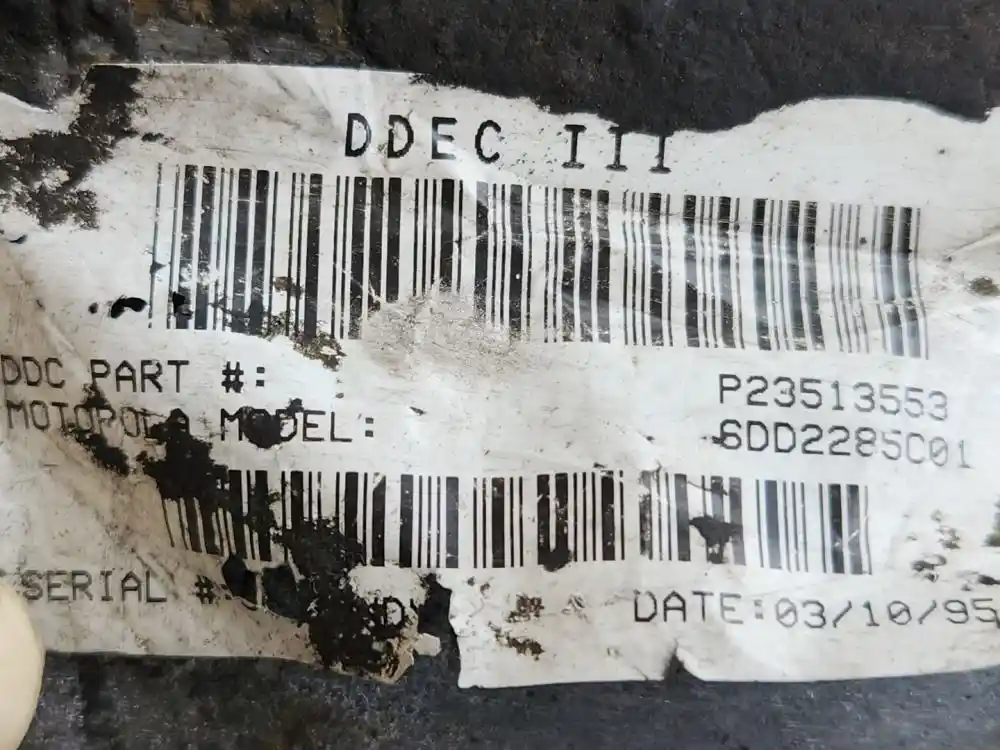 DDEC III
DDC PART #:
P23513553
MOTOROLA MODEL:
6DD2285C01
SERIAL #:
DATE:03/10/95